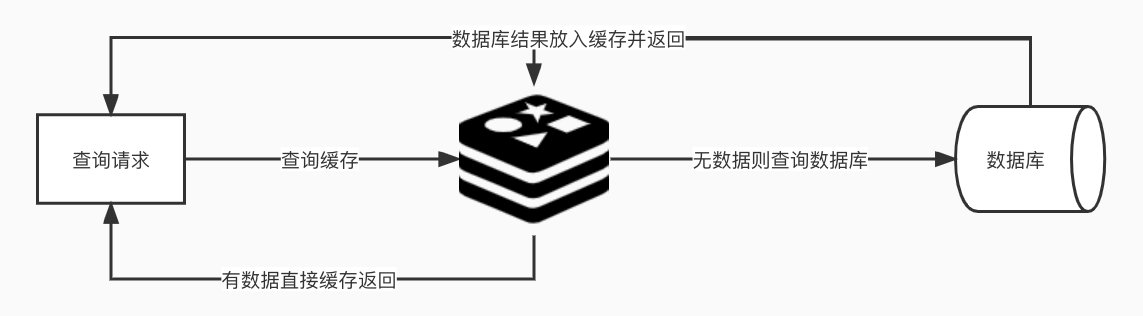 数据库结果放入缓存并返回
查询请求
查询缓存
无数据则查询数据库
数据库
有数据直接缓存返回